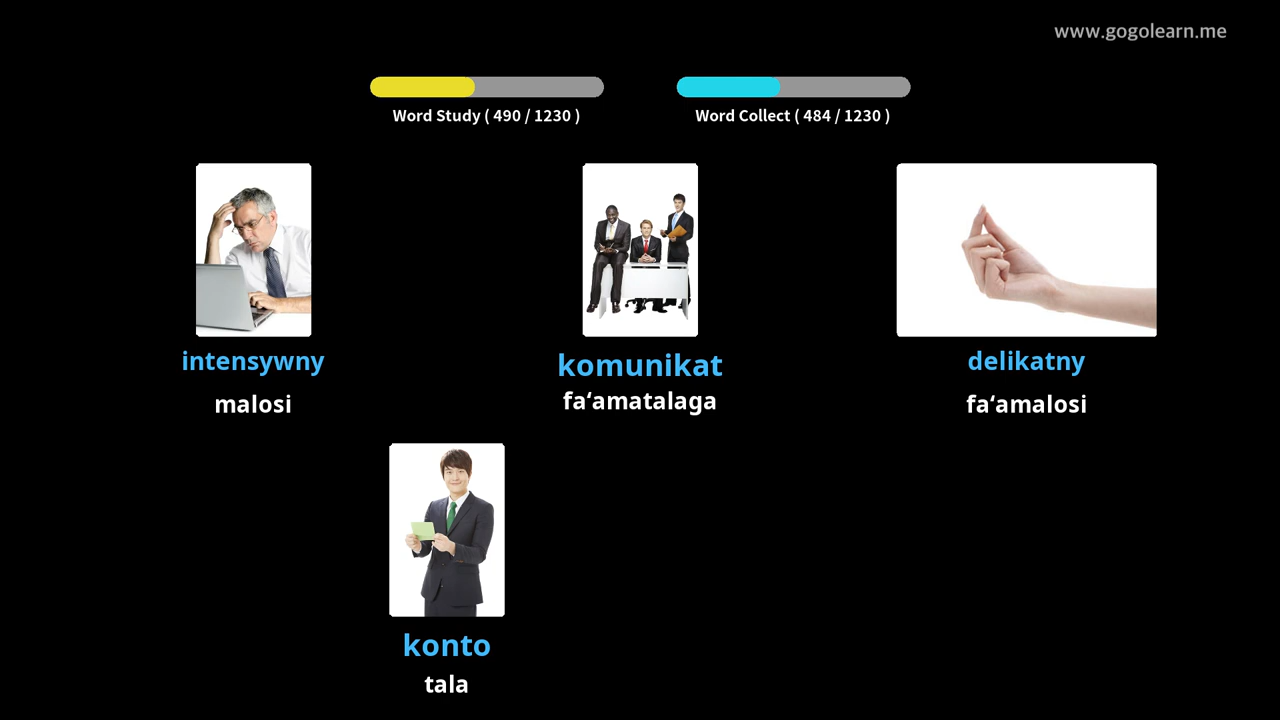 www.gogolearn.me
Word Study ( 490 / 1230 )
Word Collect ( 484 / 1230 )
intensywny
malosi
komunikat
fa‘amatalaga
delikatny
fa‘amalosi
konto
tala